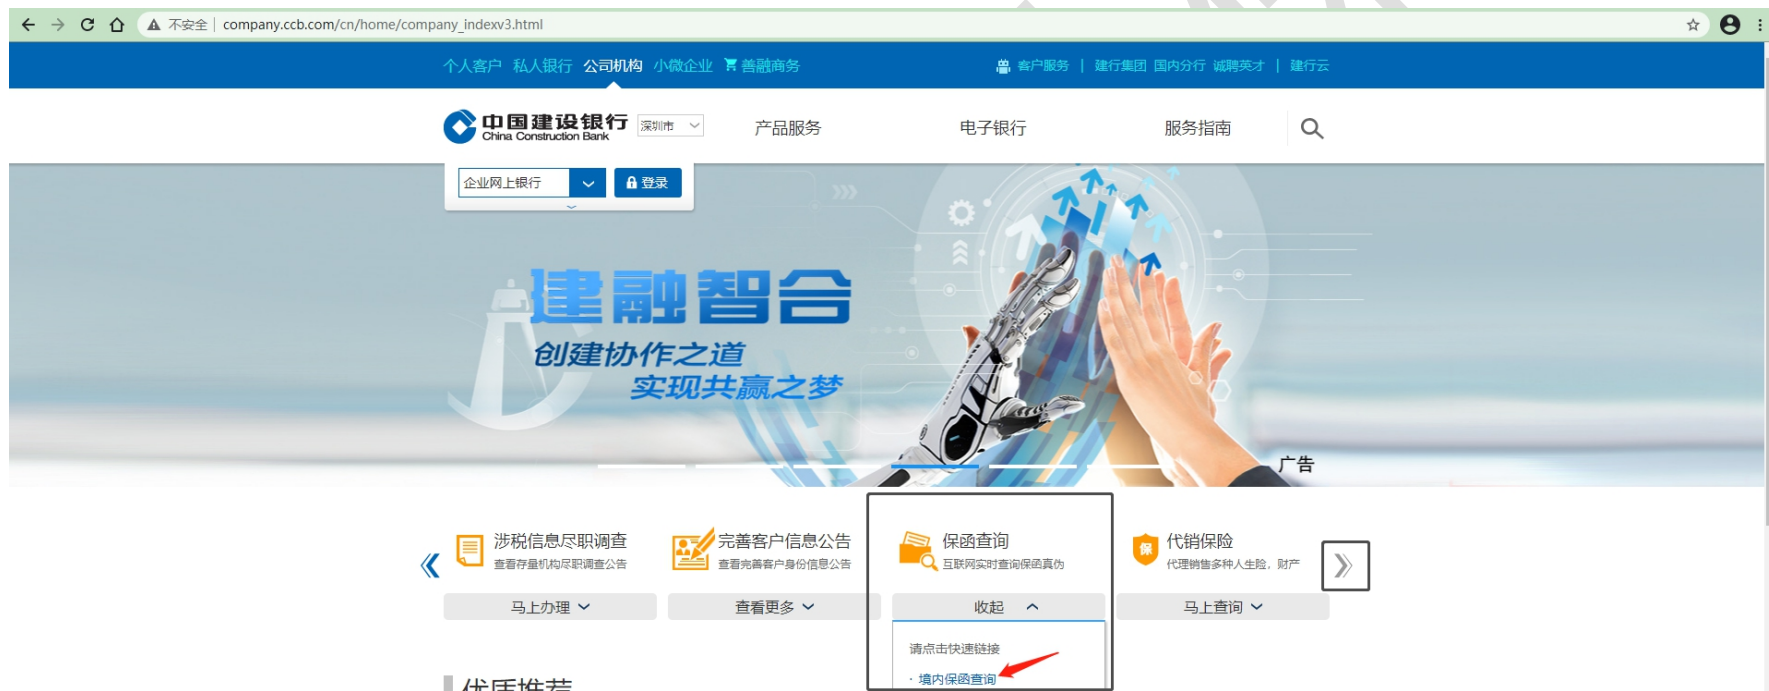 不安全 | company.ccb.com/cn/home/company_indexv3.html
个人客户 私人银行 公司机构 小微企业 善融商务
客户服务 | 建行集团 国内分行 诚聘英才 | 建行云
中国建设银行
China Construction Bank
深圳市
产品服务
电子银行
服务指南
企业网上银行
登录
建融智合
创建协作之道
实现共赢之梦
广告
涉税信息尽职调查
查看存量机构尽职调查公告
马上办理
完善客户信息公告
查看完善客户身份信息公告
查看更多
保函查询
互联网实时查询保函真伪
收起
请点击快速链接
· 境内保函查询
保
代销保险
代理销售多种人生险，财产
马上查询
优质推荐